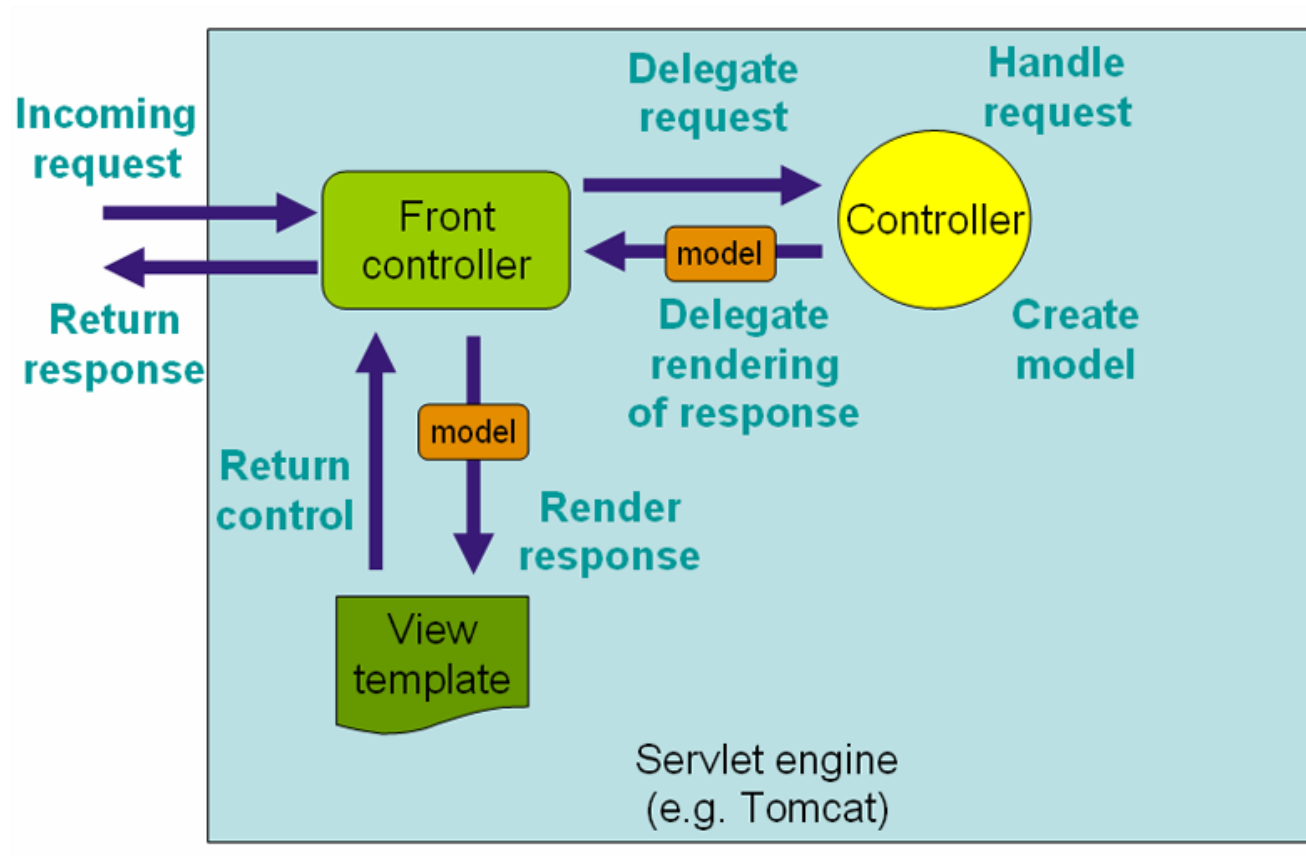 Incoming
request
Return
response
Front
controller
Delegate
request
Handle
request
Controller
model
Delegate
rendering
of response
Create
model
Return
control
model
Render
response
View
template
Servlet engine
(e.g. Tomcat)